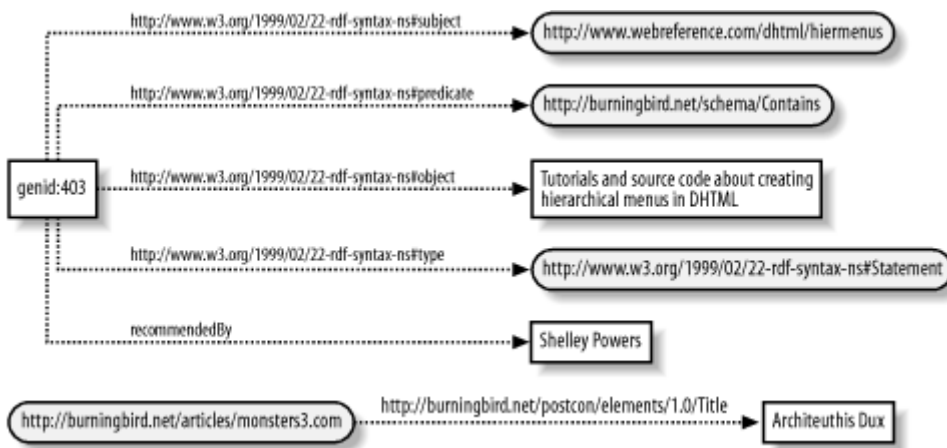 http://www.w3.org/1999/02/22-rdf-syntax-ns#subject
http://www.webreference.com/dhtml/hiermenus
http://www.w3.org/1999/02/22-rdf-syntax-ns#predicate
http://burningbird.net/schema/Contains
genid:403
http://www.w3.org/1999/02/22-rdf-syntax-ns#object
Tutorials and source code about creating
hierarchical menus in DHTML
http://www.w3.org/1999/02/22-rdf-syntax-ns#type
http://www.w3.org/1999/02/22-rdf-syntax-ns#Statement
recommendedBy
Shelley Powers
http://burningbird.net/articles/monsters3.com
http://burningbird.net/postcon/elements/1.0/Title
Architeuthis Dux